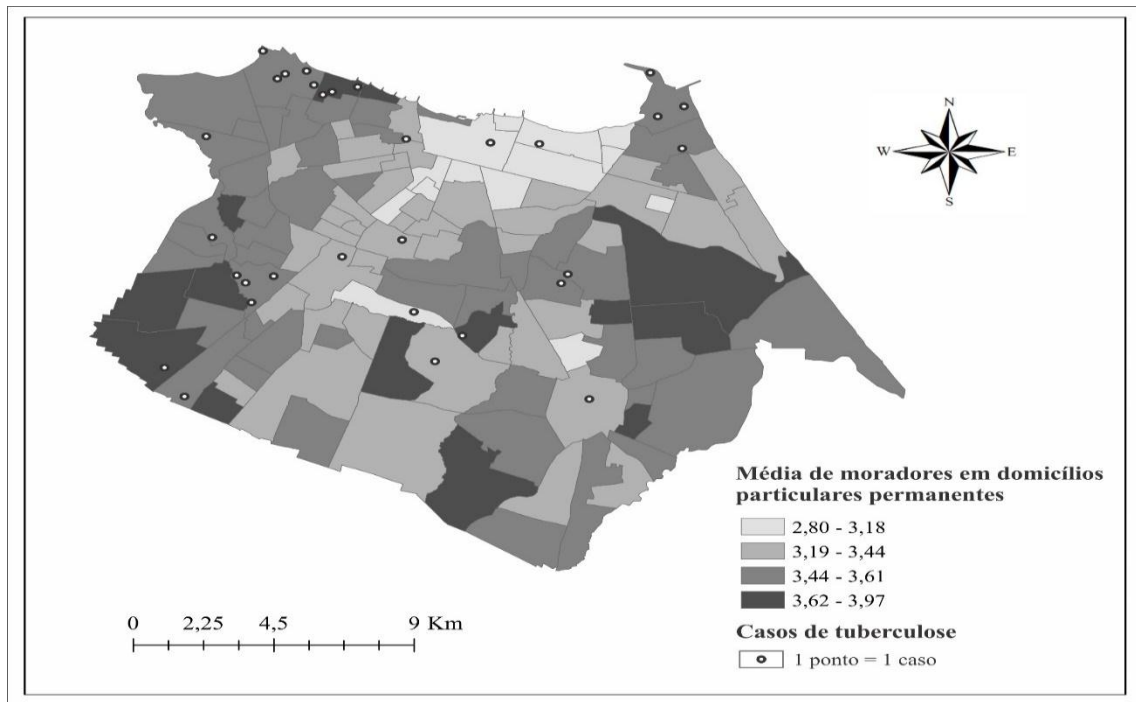 N
W E
S
Média de moradores em domicílios
particulares permanentes
2,80 - 3,18
3,19 - 3,44
3,44 - 3,61
3,62 - 3,97
Casos de tuberculose
1 ponto = 1 caso
0 2,25 4,5 9 Km